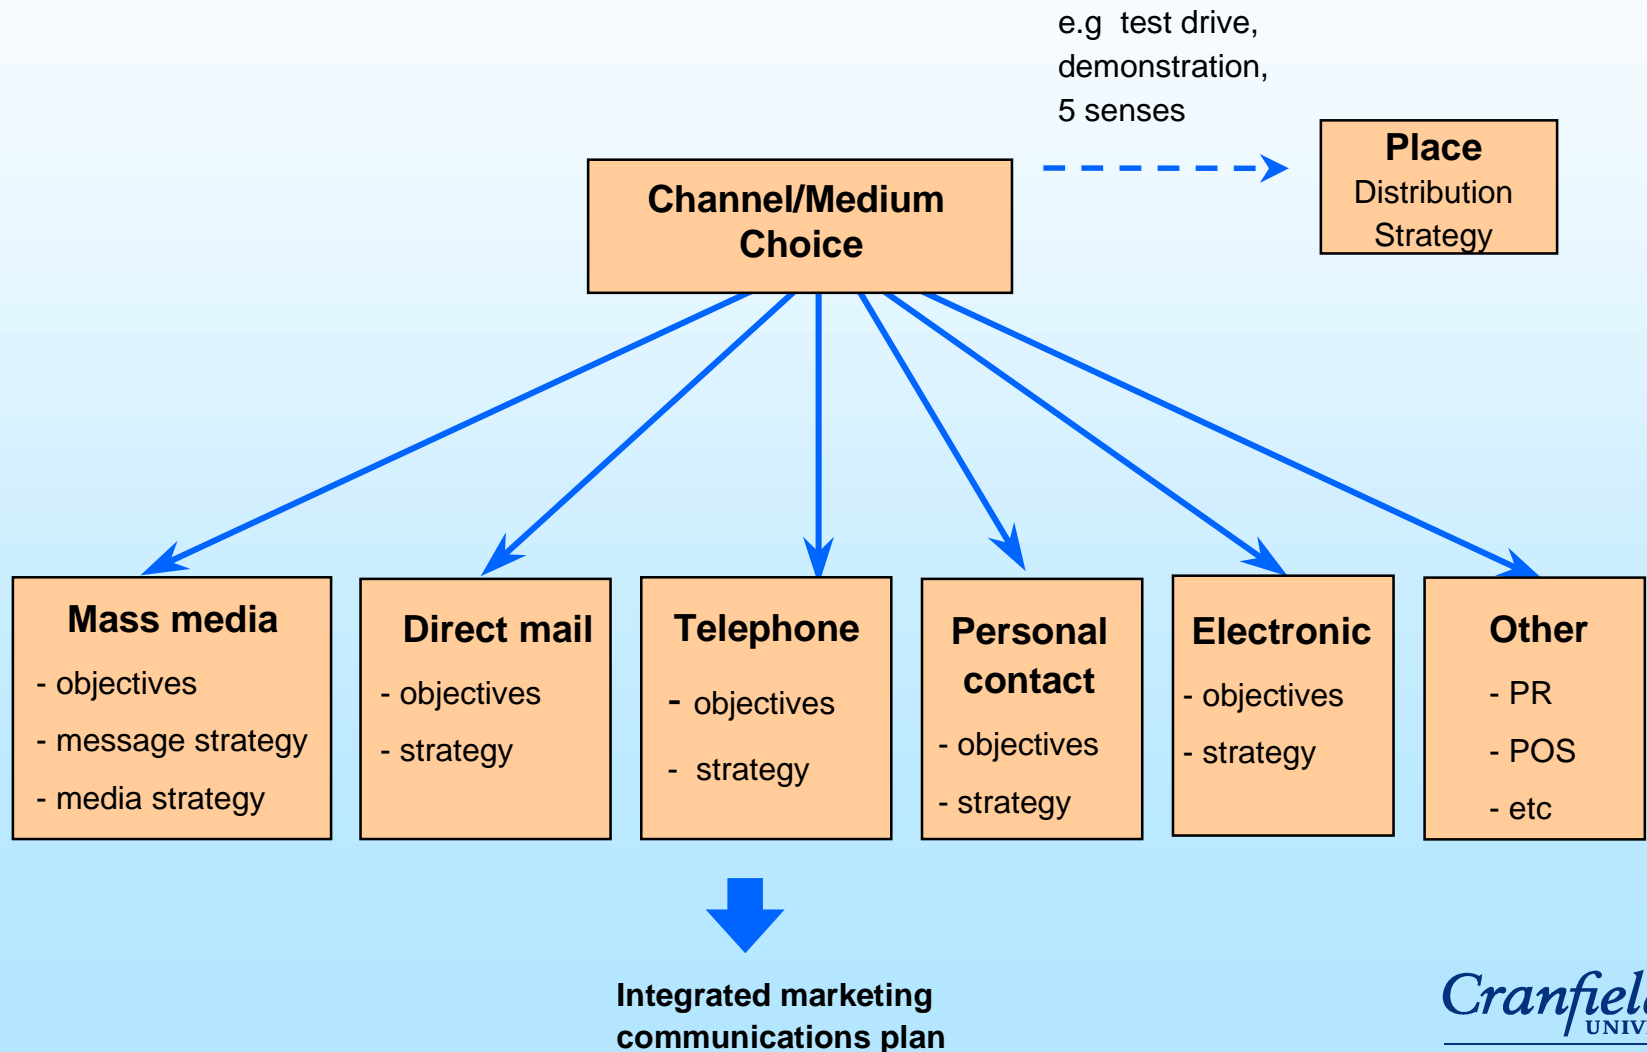 e.g test drive,
demonstration,
5 senses
Place
Distribution
Strategy
Channel/Medium
Choice
Mass media
- objectives
- message strategy
- media strategy
Direct mail
- objectives
- strategy
Telephone
- objectives
- strategy
Personal
contact
- objectives
- strategy
Electronic
- objectives
- strategy
Other
- PR
- POS
- etc
Integrated marketing
communications plan